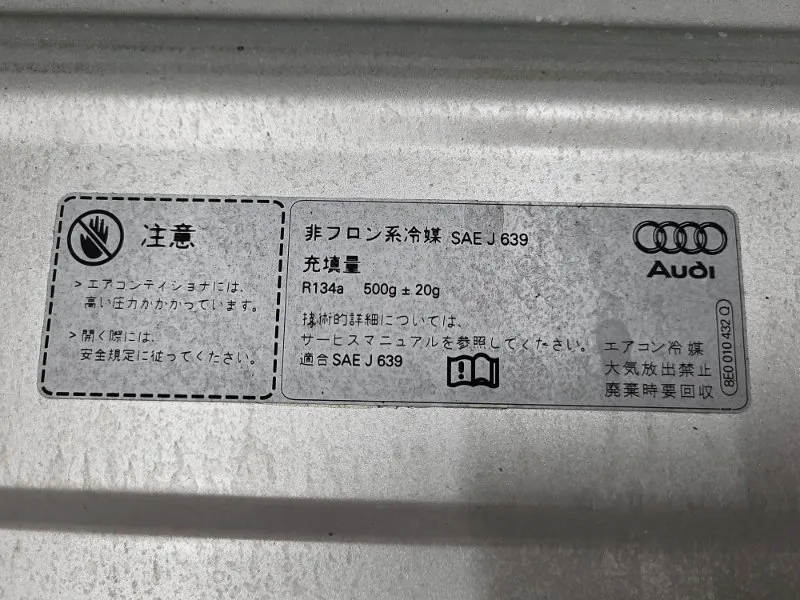 注意
> エアコンディショナには、
高い圧力がかかっています。
> 開く際には、
安全規定に従ってください。
非フロン系冷媒 SAE J 639
充填量
R134a 500g ± 20g
技術的詳細については、
サービスマニュアルを参照してください。
適合 SAE J 639
Audi
エアコン冷媒
大気放出禁止
廃棄時要回収
8E0 010 432 Q